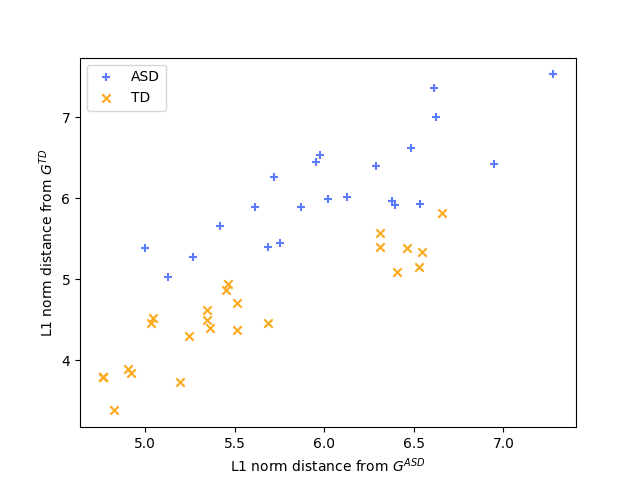 ASD
TD
7
6
5
4
L1 norm distance from G^{TD}
5.0 5.5 6.0 6.5 7.0
L1 norm distance from G^{ASD}